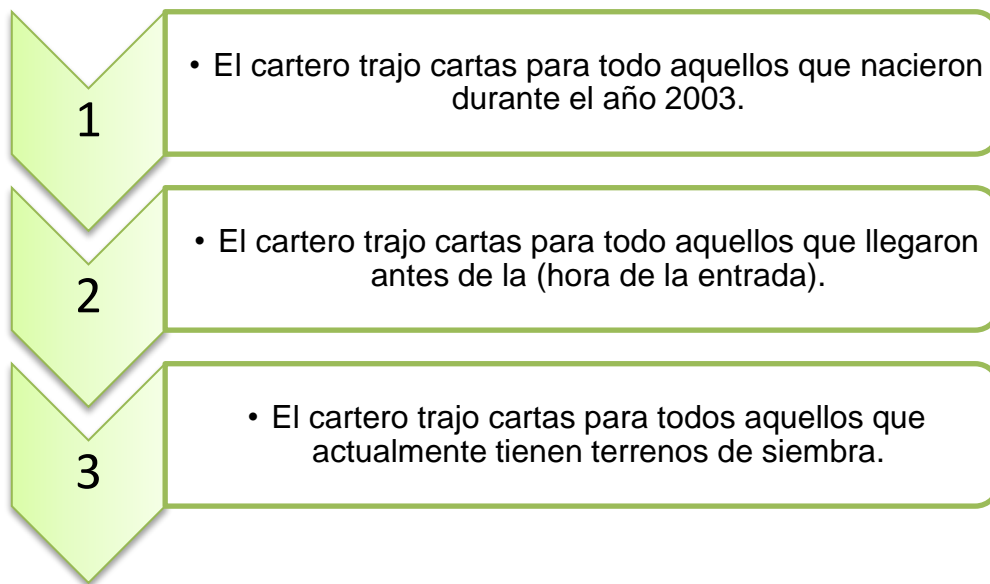 1
• El cartero trajo cartas para todo aquellos que nacieron
durante el año 2003.
2
• El cartero trajo cartas para todo aquellos que llegaron
antes de la (hora de la entrada).
3
• El cartero trajo cartas para todos aquellos que
actualmente tienen terrenos de siembra.